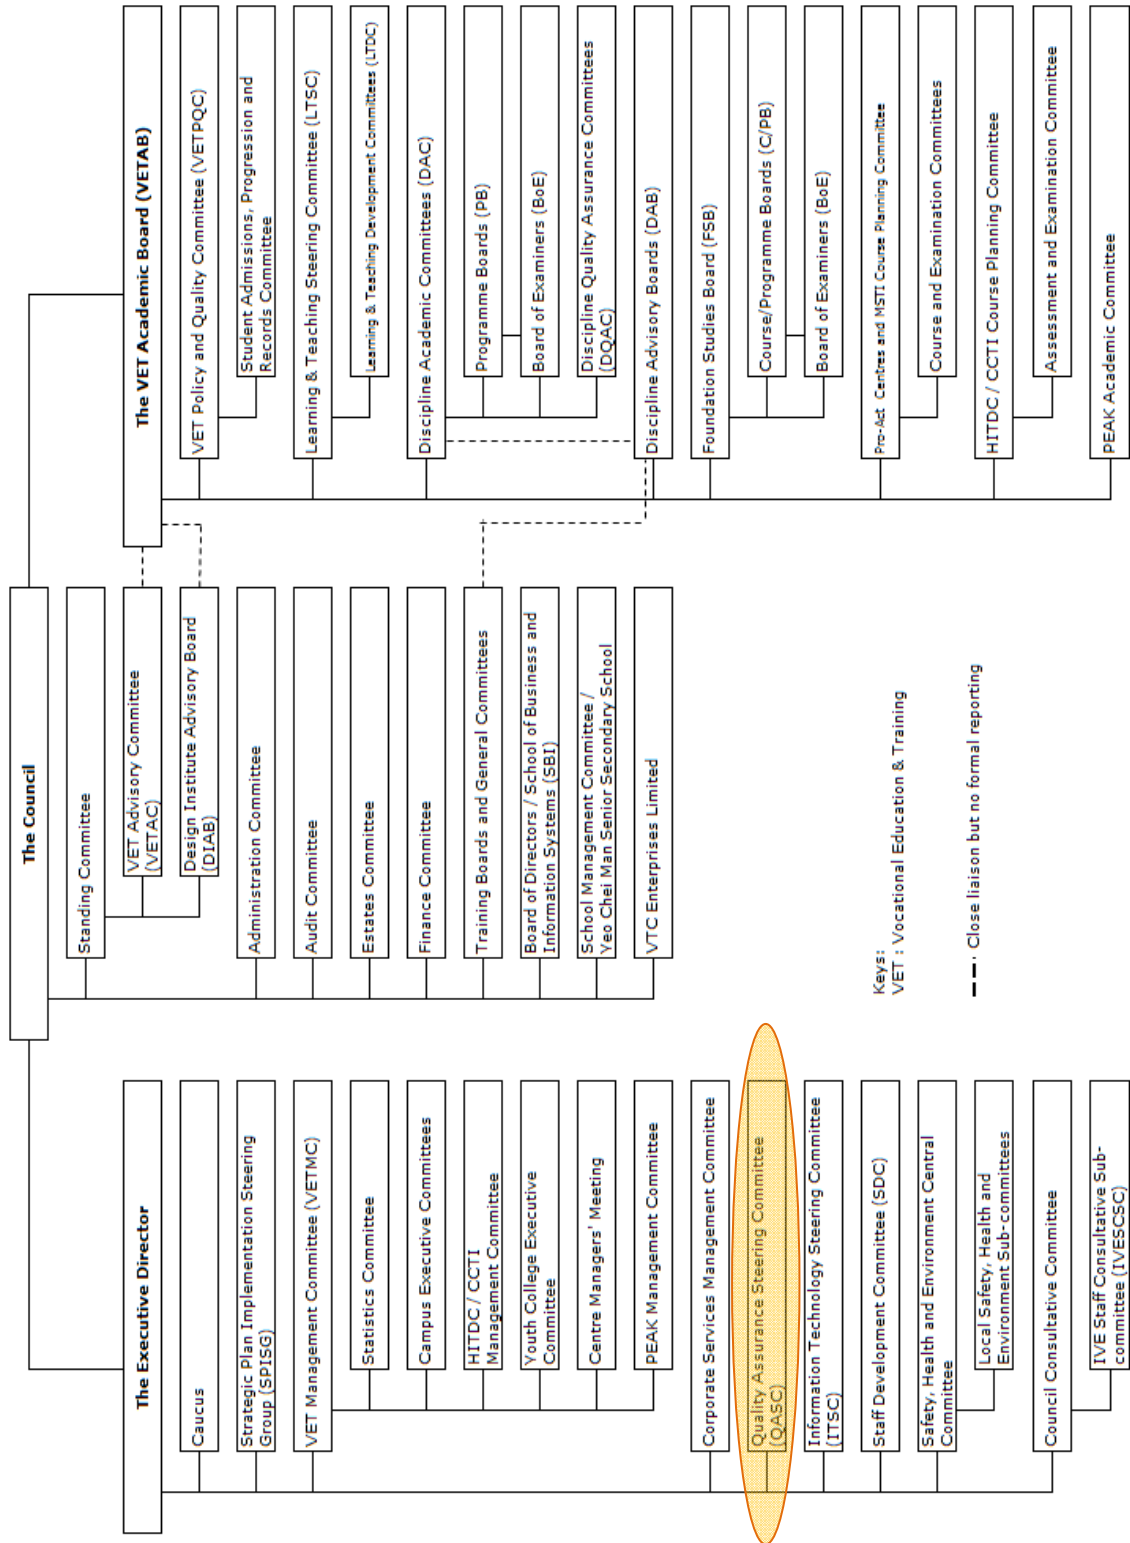 The Council
The Executive Director
Caucus
Strategic Plan Implementation Steering
Group (SPISG)
VET Management Committee (VETMC)
Statistics Committee
Campus Executive Committees
HITDC / CCTI
Management Committee
Youth College Executive
Committee
Centre Managers' Meeting
PEAK Management Committee
Corporate Services Management Committee
Quality Assurance Steering Committee
(QASC)
Information Technology Steering Committee
(ITSC)
Staff Development Committee (SDC)
Safety, Health and Environment Central
Committee
Local Safety, Health and
Environment Sub-committees
Council Consultative Committee
IVE Staff Consultative Sub-
committee (IVESCSC)
Standing Committee
VET Advisory Committee
(VETAC)
Design Institute Advisory Board
(DIAB)
Administration Committee
Audit Committee
Estates Committee
Finance Committee
Training Boards and General Committees
Board of Directors / School of Business and
Information Systems (SBI)
School Management Committee /
Yeo Chei Man Senior Secondary School
VTC Enterprises Limited
Keys:
VET : Vocational Education & Training
Close liaison but no formal reporting
The VET Academic Board (VETAB)
VET Policy and Quality Committee (VETPQC)
Student Admissions, Progression and
Records Committee
Learning & Teaching Steering Committee (LTSC)
Learning & Teaching Development Committees (LTDC)
Discipline Academic Committees (DAC)
Programme Boards (PB)
Board of Examiners (BoE)
Discipline Quality Assurance Committees
(DQAC)
Discipline Advisory Boards (DAB)
Foundation Studies Board (FSB)
Course/Programme Boards (C/PB)
Board of Examiners (BoE)
Pro-Act Centres and MSTI Course Planning Committee
Course and Examination Committees
HITDC / CCTI Course Planning Committee
Assessment and Examination Committee
PEAK Academic Committee